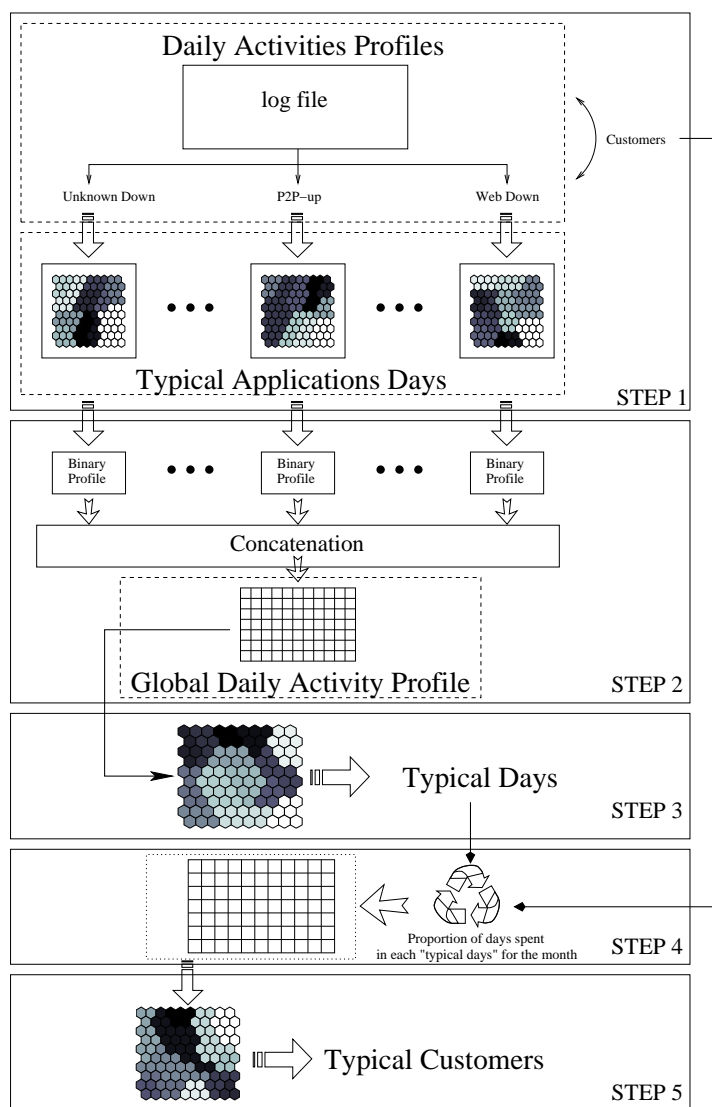 Daily Activities Profiles
log file
Customers
Unknown Down
P2P-up
Web Down
Typical Applications Days
STEP 1
Binary
Profile
Binary
Profile
Binary
Profile
Concatenation
Global Daily Activity Profile
STEP 2
Typical Days
STEP 3
Proportion of days spent
in each "typical days" for the month
STEP 4
Typical Customers
STEP 5